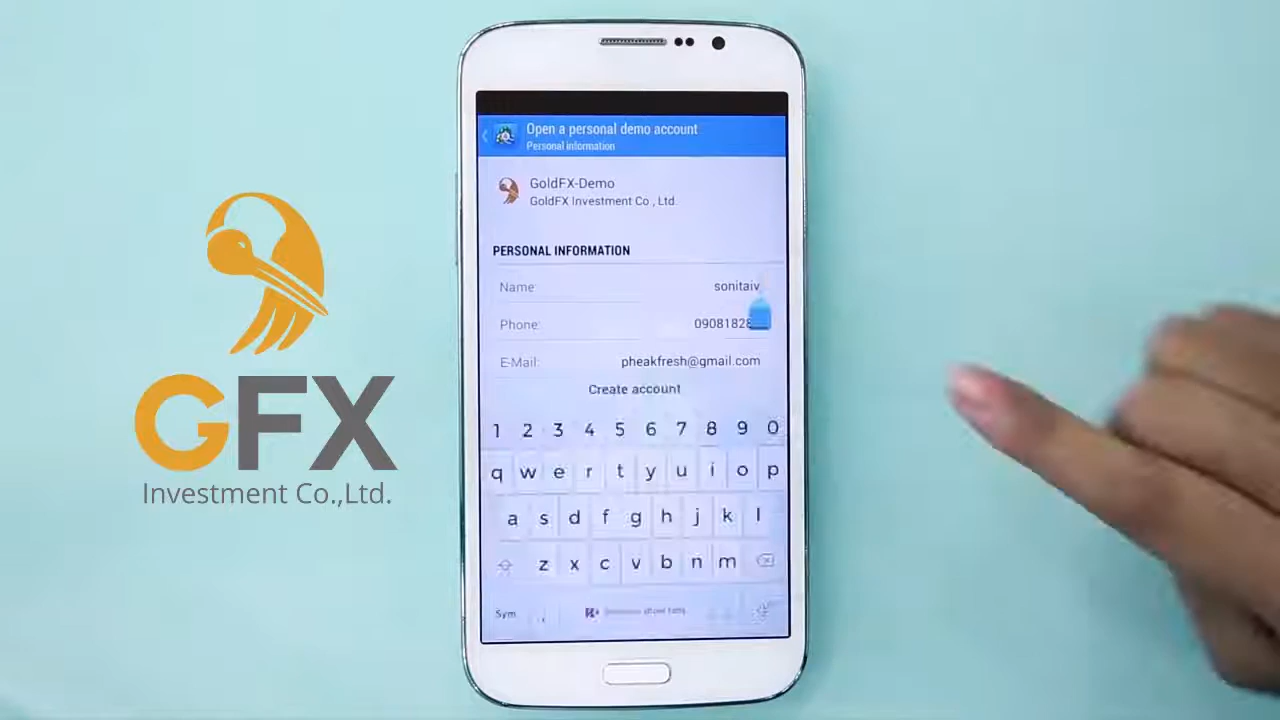 Open a personal demo account
Personal information
GoldFX-Demo
GoldFX Investment Co., Ltd.
PERSONAL INFORMATION
Name: sonitaiv
Phone:
E-Mail: pheakfresh@gmail.com
Create account
1 2 3 4 5 6 7 8 9 0
q w e r t y u i o p
a s d f g h j k l
z x c v b n m
Sym
GFX
Investment Co.,Ltd.